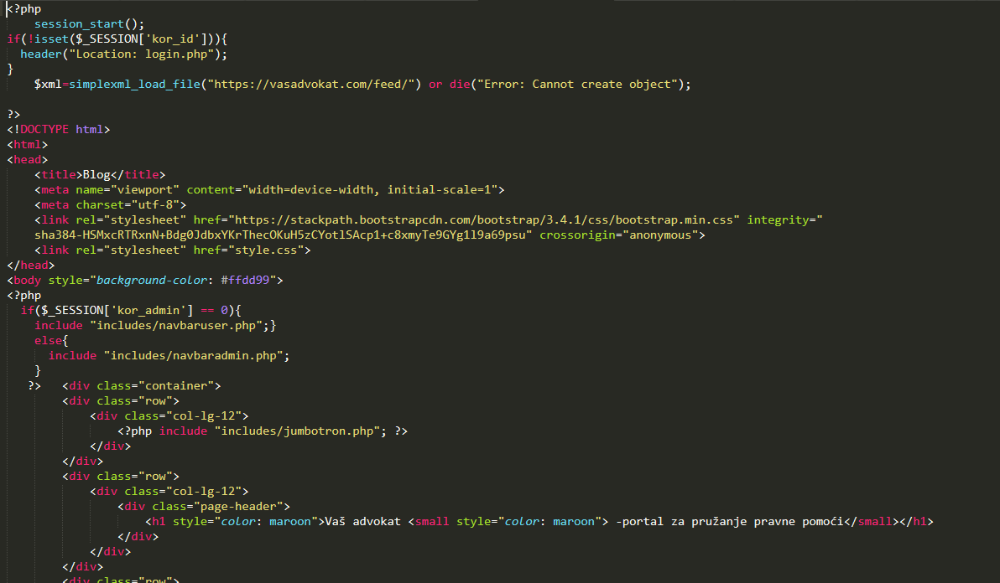 <?php
session_start();
if(!isset($_SESSION['kor_id'])){
header("Location: login.php");
}
$xml=simplexml_load_file("https://vasadvokat.com/feed/") or die("Error: Cannot create object");
?>
<!DOCTYPE html>
<html>
<head>
<title>Blog</title>
<meta name="viewport" content="width=device-width, initial-scale=1">
<meta charset="utf-8">
<link rel="stylesheet" href="https://stackpath.bootstrapcdn.com/bootstrap/3.4.1/css/bootstrap.min.css" integrity="
sha384-HSMxcRTRxnN+Bdg0JdbxYKrThecOKuH5zCYotlSAcp1+c8xmyTe9GYg1l9a69psu" crossorigin="anonymous">
<link rel="stylesheet" href="style.css">
</head>
<body style="background-color: #ffdd99">
<?php
if($_SESSION['kor_admin'] == 0){
include "includes/navbaruser.php";}
else{
include "includes/navbaradmin.php";
}
?> <div class="container">
<div class="row">
<div class="col-lg-12">
<?php include "includes/jumbotron.php"; ?>
</div>
</div>
<div class="row">
<div class="col-lg-12">
<div class="page-header">
<h1 style="color: maroon">Vaš advokat <small style="color: maroon"> -portal za pružanje pravne pomoći</small></h1>
</div>
</div>
</div>
<div class="row">